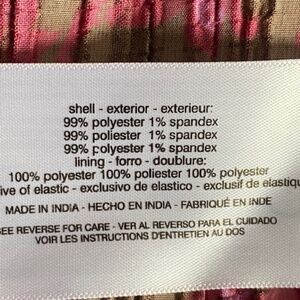 shell - exterior - exterieur:
99% polyester 1% spandex
99% poliester 1% spandex
99% polyester 1% spandex
lining - forro - doublure:
100% polyester 100% poliester 100% polyester
ive of elastic - exclusivo de elastico - exclusif de elastiqu
MADE IN INDIA - HECHO EN INDIA - FABRIQUÉ EN INDE
SEE REVERSE FOR CARE - VER AL REVERSO PARA EL CUIDADO
VOIR LES INSTRUCTIONS D'ENTRETIEN AU DOS